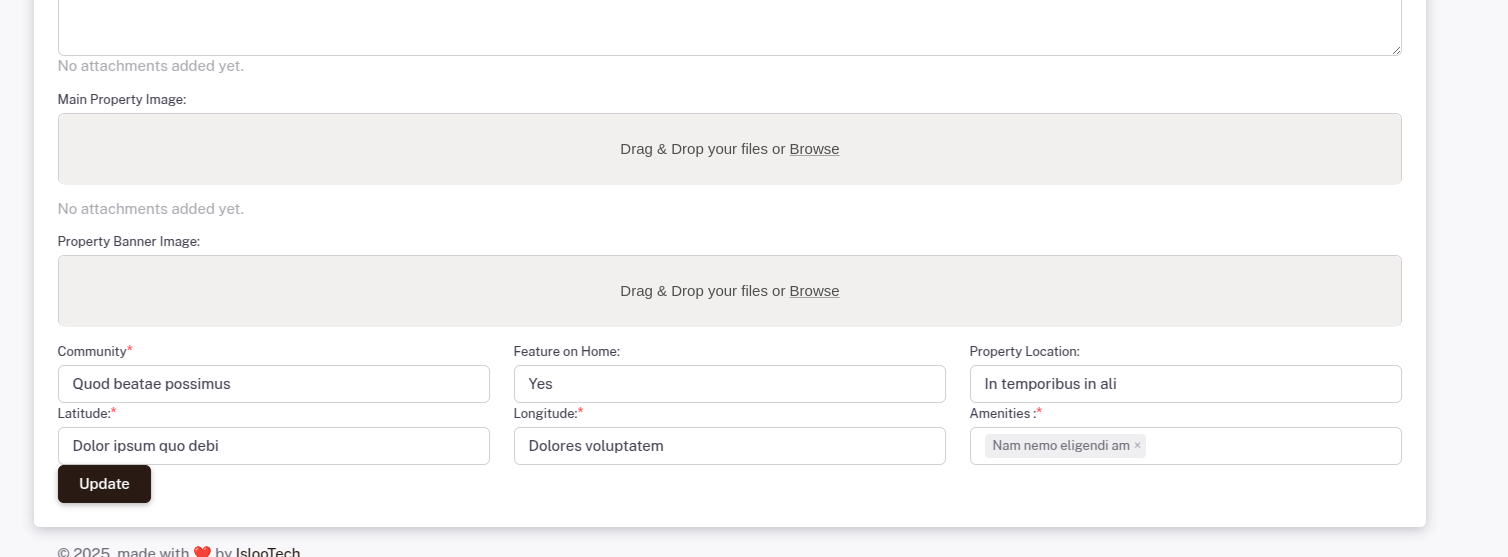 No attachments added yet.
Main Property Image:
Drag & Drop your files or Browse
No attachments added yet.
Property Banner Image:
Drag & Drop your files or Browse
Community* Feature on Home: Property Location:
Quod beatae possimus Yes In temporibus in ali
Latitude:* Longitude:* Amenities :*
Dolor ipsum quo debi Dolores voluptatem Nam nemo eligendi am ×
Update
© 2025, made with ❤️ by IslooTech